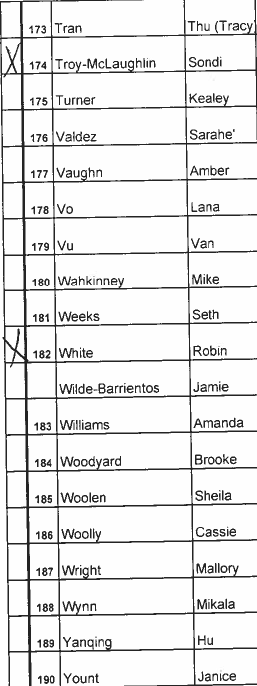 173 Tran Thu (Tracy)
X 174 Troy-McLaughlin Sondi
175 Turner Kealey
176 Valdez Sarahe'
177 Vaughn Amber
178 Vo Lana
179 Vu Van
180 Wahkinney Mike
181 Weeks Seth
X 182 White Robin
Wilde-Barrientos Jamie
183 Williams Amanda
184 Woodyard Brooke
185 Woolen Sheila
186 Woolly Cassie
187 Wright Mallory
188 Wynn Mikala
189 Yanqing Hu
190 Yount Janice